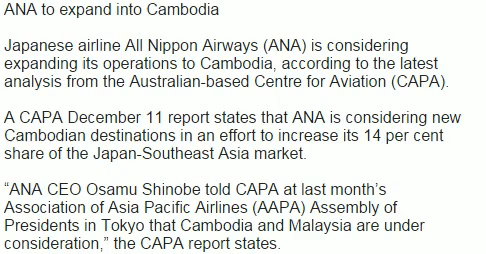 ANA to expand into Cambodia
Japanese airline All Nippon Airways (ANA) is considering
expanding its operations to Cambodia, according to the latest
analysis from the Australian-based Centre for Aviation (CAPA).
A CAPA December 11 report states that ANA is considering new
Cambodian destinations in an effort to increase its 14 per cent
share of the Japan-Southeast Asia market.
“ANA CEO Osamu Shinobe told CAPA at last month’s
Association of Asia Pacific Airlines (AAPA) Assembly of
Presidents in Tokyo that Cambodia and Malaysia are under
consideration,” the CAPA report states.